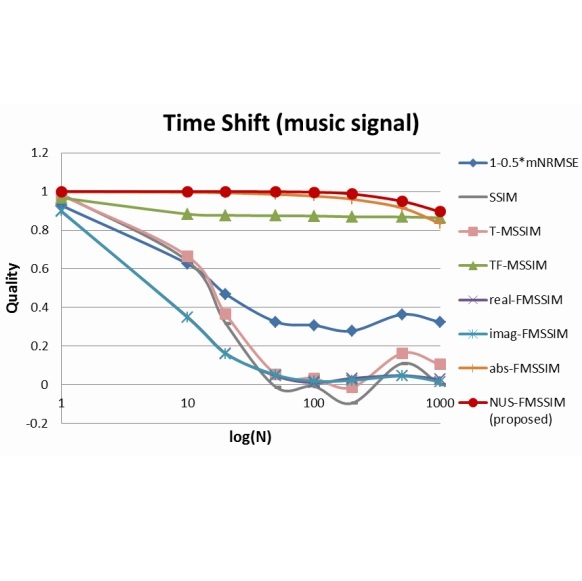 Time Shift (music signal)
1.2
1
0.8
0.6
0.4
0.2
0
-0.2
Quality
1
10
100
1000
log(N)
1-0.5*mNRMSE
SSIM
T-MSSIM
TF-MSSIM
real-FMSSIM
imag-FMSSIM
abs-FMSSIM
NUS-FMSSIM
(proposed)